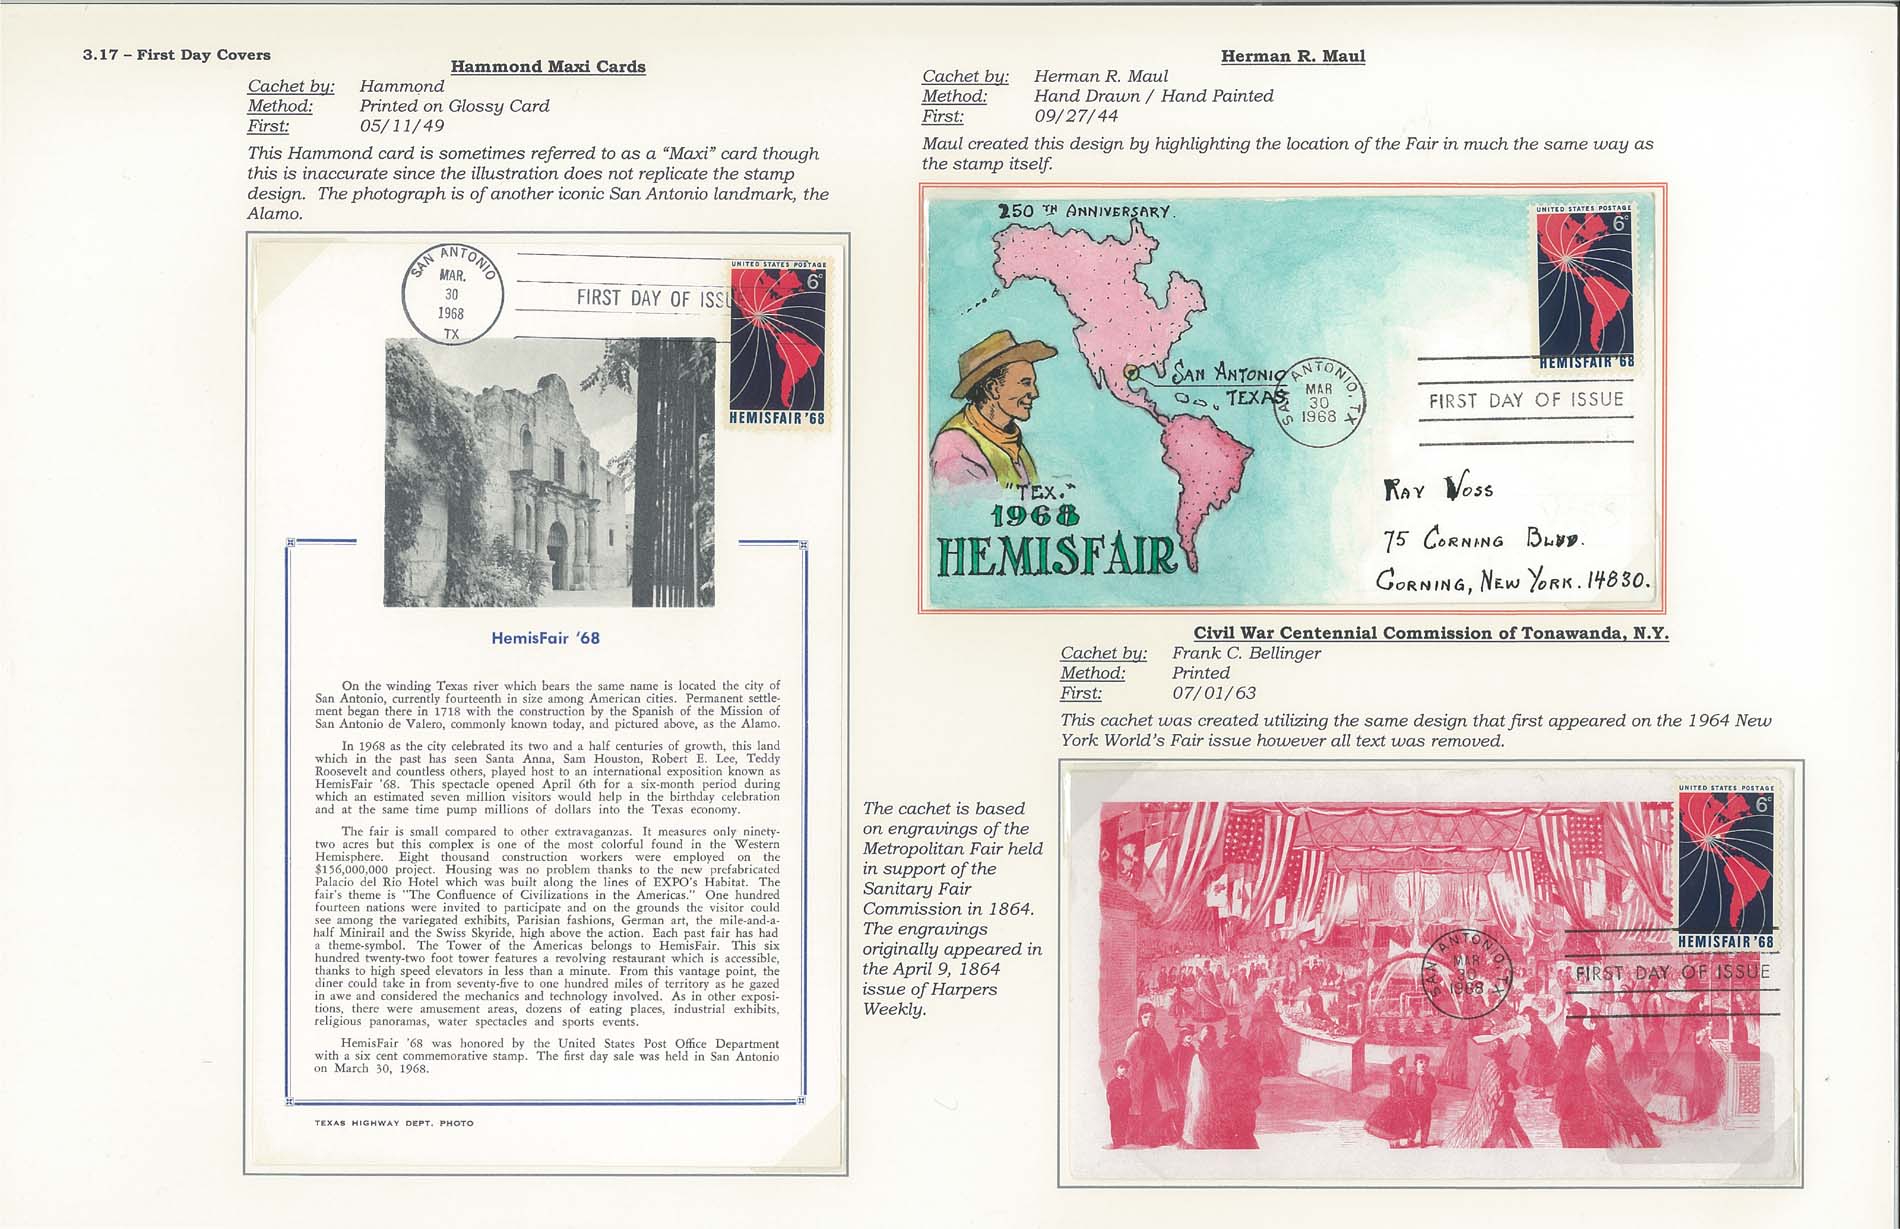 3.17 – First Day Covers
Hammond Maxi Cards
Cachet by: Hammond
Method: Printed on Glossy Card
First: 05/11/49
This Hammond card is sometimes referred to as a “Maxi” card though
this is inaccurate since the illustration does not replicate the stamp
design. The photograph is of another iconic San Antonio landmark, the
Alamo.
SAN ANTONIO
MAR.
30
1968
TX
FIRST DAY OF ISSU
UNITED STATES POSTAGE
6c
HEMISFAIR '68
HemisFair '68
On the winding Texas river which bears the same name is located the city of
San Antonio, currently fourteenth in size among American cities. Permanent settle-
ment began there in 1718 with the construction by the Spanish of the Mission of
San Antonio de Valero, commonly known today, and pictured above, as the Alamo.
In 1968 as the city celebrated its two and a half centuries of growth, this land
which in the past has seen Santa Anna, Sam Houston, Robert E. Lee, Teddy
Roosevelt and countless others, played host to an international exposition known as
HemisFair '68. This spectacle opened April 6th for a six-month period during
which an estimated seven million visitors would help in the birthday celebration
and at the same time pump millions of dollars into the Texas economy.
The fair is small compared to other extravaganzas. It measures only ninety-
two acres but this complex is one of the most colorful found in the Western
Hemisphere. Eight thousand construction workers were employed on the
$156,000,000 project. Housing was no problem thanks to the new prefabricated
Palacio del Rio Hotel which was built along the lines of EXPO's Habitat. The
fair's theme is "The Confluence of Civilizations in the Americas." One hundred
fourteen nations were invited to participate and on the grounds the visitor could
see among the variegated exhibits, Parisian fashions, German art, the mile-and-a-
half Minirail and the Swiss Skyride, high above the action. Each past fair has had
a theme-symbol. The Tower of the Americas belongs to HemisFair. This six
hundred twenty-two foot tower features a revolving restaurant which is accessible,
thanks to high speed elevators in less than a minute. From this vantage point, the
diner could take in from seventy-five to one hundred miles of territory as he gazed
in awe and considered the mechanics and technology involved. As in other exposi-
tions, there were amusement areas, dozens of eating places, industrial exhibits,
religious panoramas, water spectacles and sports events.
HemisFair '68 was honored by the United States Post Office Department
with a six cent commemorative stamp. The first day sale was held in San Antonio
on March 30, 1968.
TEXAS HIGHWAY DEPT. PHOTO
Herman R. Maul
Cachet by: Herman R. Maul
Method: Hand Drawn / Hand Painted
First: 09/27/44
Maul created this design by highlighting the location of the Fair in much the same way as
the stamp itself.
250 TH ANNIVERSARY.
UNITED STATES POSTAGE
6c
HEMISFAIR '68
SAN ANTONIO
TEXAS
SAN ANTONIO, TX
MAR
30
1968
FIRST DAY OF ISSUE
"TEX."
1968
HEMISFAIR
RAY VOSS
75 CORNING BLVD.
CORNING, NEW YORK. 14830.
Civil War Centennial Commission of Tonawanda, N.Y.
Cachet by: Frank C. Bellinger
Method: Printed
First: 07/01/63
This cachet was created utilizing the same design that first appeared on the 1964 New
York World’s Fair issue however all text was removed.
The cachet is based
on engravings of the
Metropolitan Fair held
in support of the
Sanitary Fair
Commission in 1864.
The engravings
originally appeared in
the April 9, 1864
issue of Harpers
Weekly.
UNITED STATES POSTAGE
6c
HEMISFAIR '68
SAN ANTONIO, TX
MAR
30
1968
FIRST DAY OF ISSUE